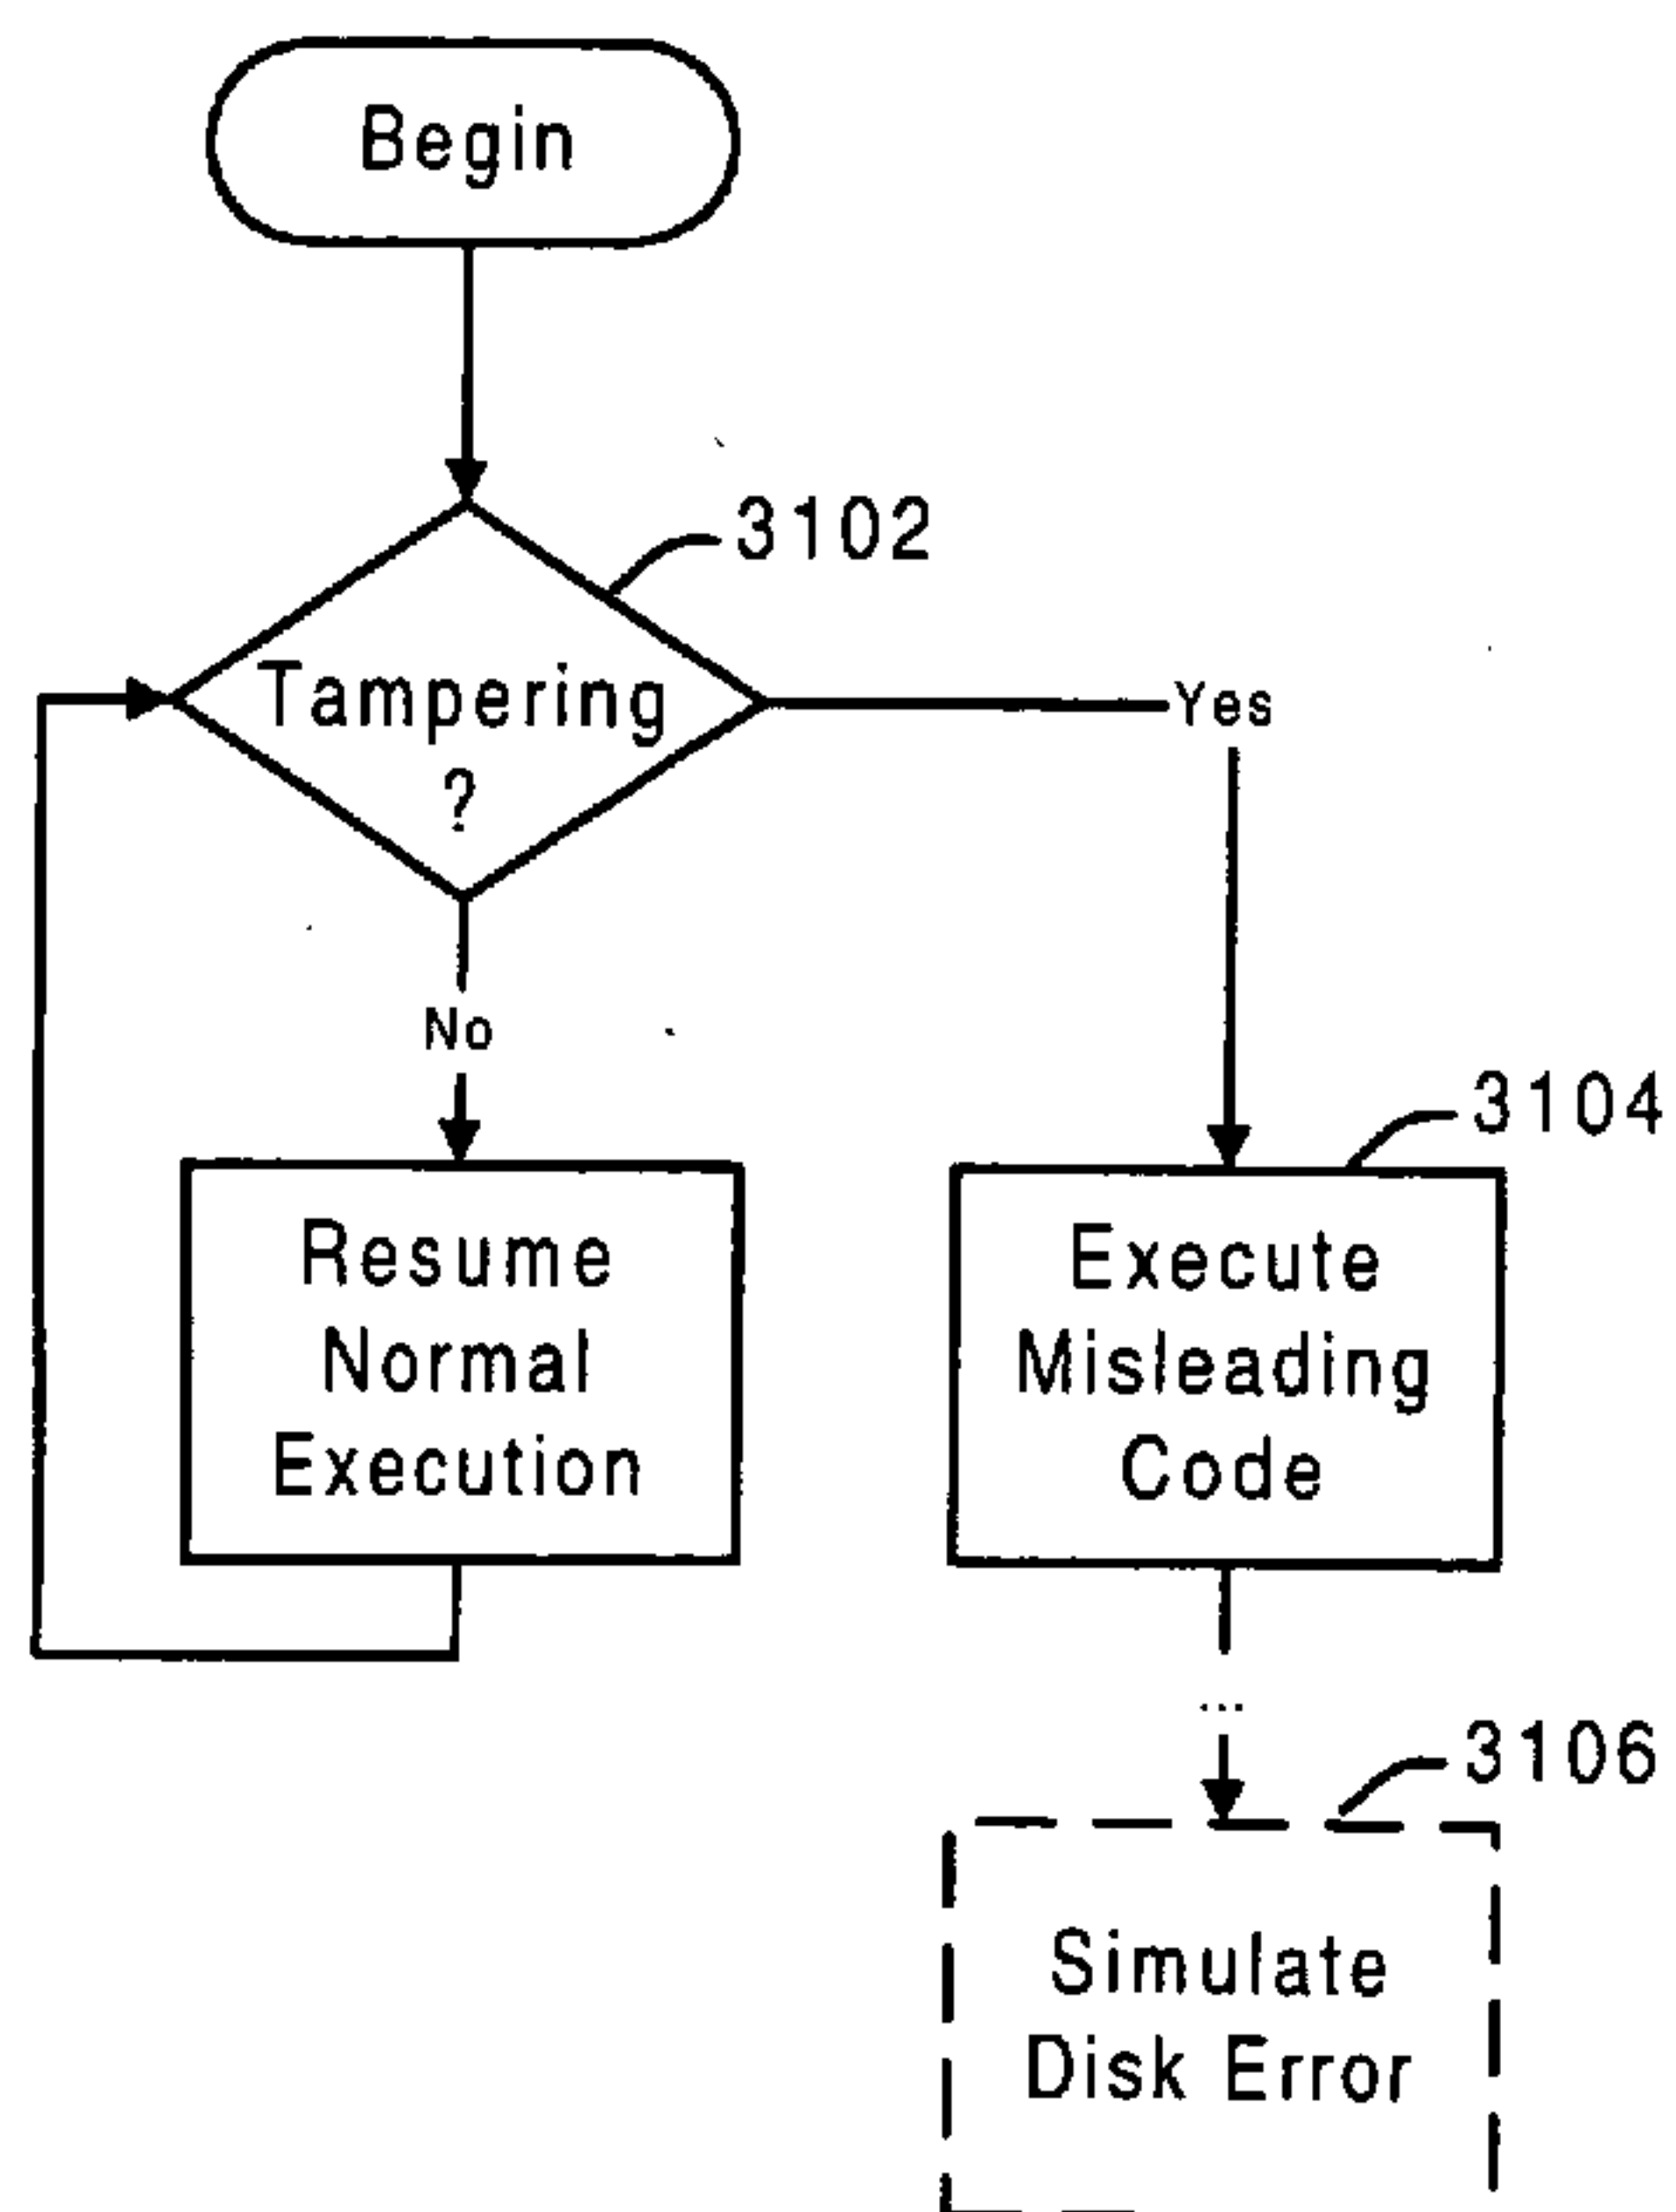 Begin
3102
Tampering
?
Yes
No
3104
Resume
Normal
Execution
Execute
Misleading
Code
...
3106
Simulate
Disk Error